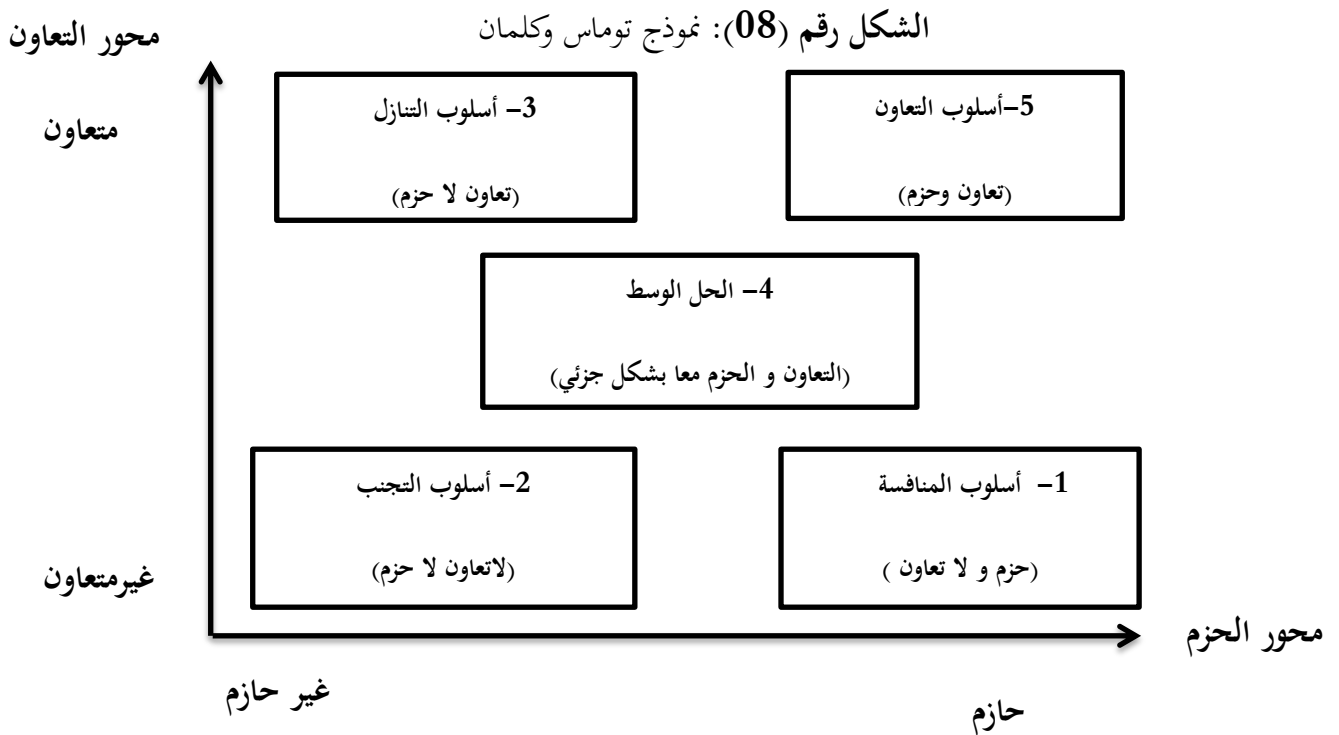 الشكل رقم (08): نموذج توماس وكلمان
محور التعاون
متعاون
5–أسلوب التعاون
(تعاون وحزم)
3– أسلوب التنازل
(تعاون لا حزم)
4– الحل الوسط
(التعاون و الحزم معا بشكل جزئي)
1– أسلوب المنافسة
(حزم و لا تعاون )
2– أسلوب التجنب
(لاتعاون لا حزم)
غيرمتعاون
محور الحزم
حازم
غير حازم